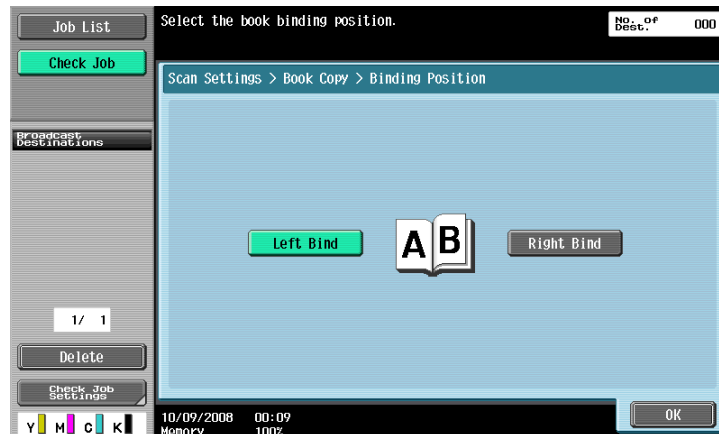 Job List
Select the book binding position.
No. of
Dest.
000
Check Job
Scan Settings > Book Copy > Binding Position
Broadcast
Destinations
Left Bind
A B
Right Bind
1/ 1
Delete
Check Job
Settings
OK
Y M C K
10/09/2008 00:09
Memory 100%